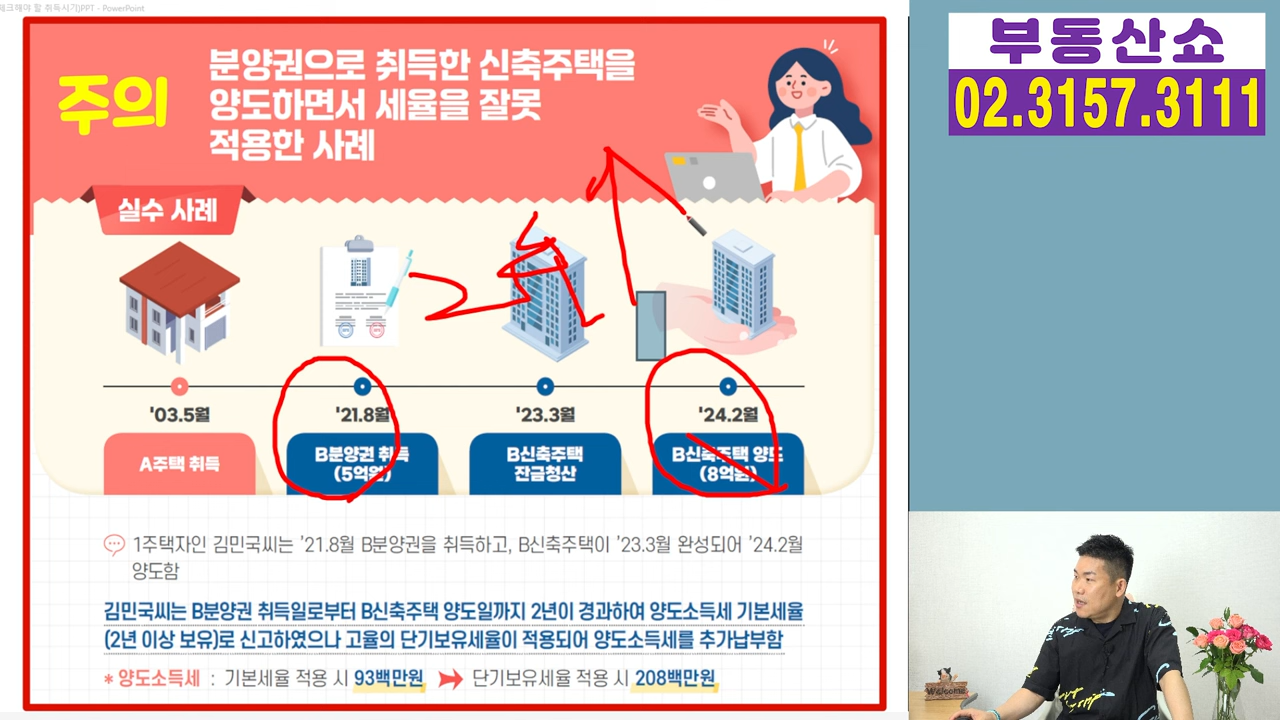 체크해야 할 취득시기)PPT - PowerPoint
부동산쇼
02.3157.3111
주의
분양권으로 취득한 신축주택을
양도하면서 세율을 잘못
적용한 사례
실수 사례
'03.5월
'21.8월
'23.3월
'24.2월
A주택 취득
B분양권 취득
(5억원)
B신축주택
잔금청산
B신축주택 양도
(8억원)
1주택자인 김민국씨는 '21.8월 B분양권을 취득하고, B신축주택이 '23.3월 완성되어 '24.2월
양도함
김민국씨는 B분양권 취득일로부터 B신축주택 양도일까지 2년이 경과하여 양도소득세 기본세율
(2년 이상 보유)로 신고하였으나 고율의 단기보유세율이 적용되어 양도소득세를 추가납부함
* 양도소득세 : 기본세율 적용 시 93백만원 단기보유세율 적용 시 208백만원
Welcome